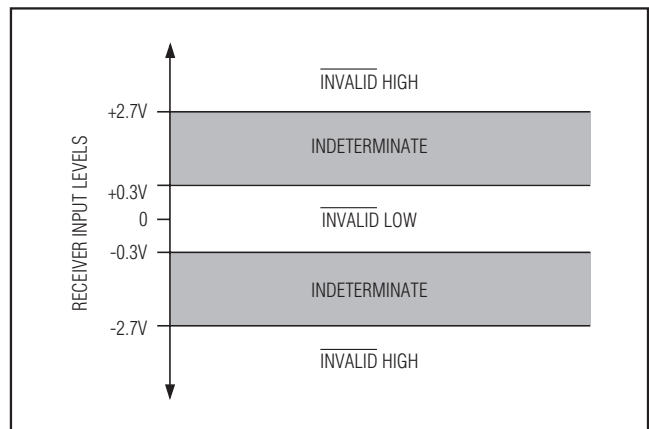 INVALID HIGH
+2.7V
INDETERMINATE
+0.3V
0
INVALID LOW
-0.3V
INDETERMINATE
-2.7V
INVALID HIGH
RECEIVER INPUT LEVELS